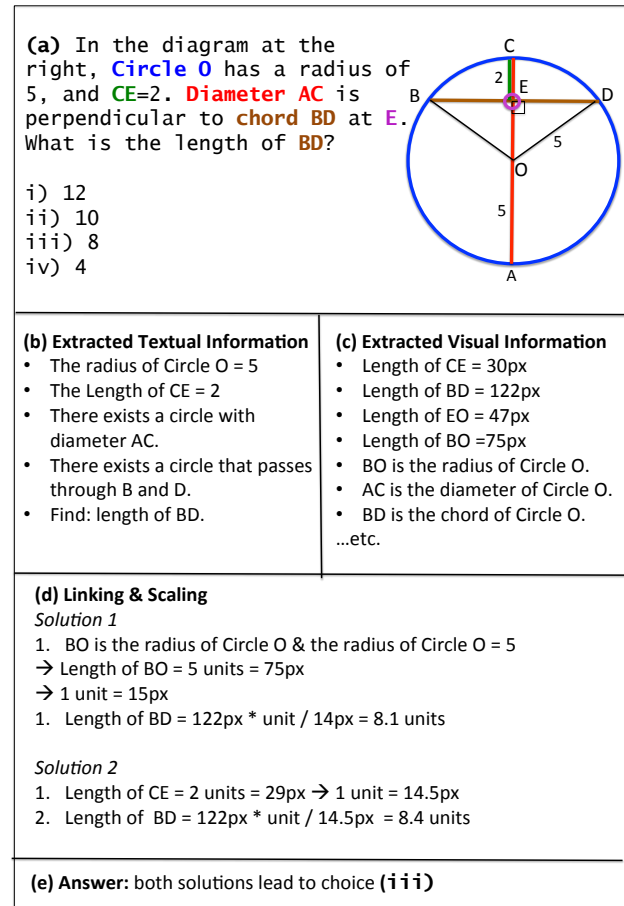 (a) In the diagram at the
right, Circle O has a radius of
5, and CE=2. Diameter AC is
perpendicular to chord BD at E.
What is the length of BD?
i) 12
ii) 10
iii) 8
iv) 4
C
2
E
B
D
5
O
5
A
(b) Extracted Textual Information
• The radius of Circle O = 5
• The Length of CE = 2
• There exists a circle with
diameter AC.
• There exists a circle that passes
through B and D.
• Find: length of BD.
(c) Extracted Visual Information
• Length of CE = 30px
• Length of BD = 122px
• Length of EO = 47px
• Length of BO =75px
• BO is the radius of Circle O.
• AC is the diameter of Circle O.
• BD is the chord of Circle O.
...etc.
(d) Linking & Scaling
Solution 1
1. BO is the radius of Circle O & the radius of Circle O = 5
→ Length of BO = 5 units = 75px
→ 1 unit = 15px
1. Length of BD = 122px * unit / 14px = 8.1 units
Solution 2
1. Length of CE = 2 units = 29px → 1 unit = 14.5px
2. Length of BD = 122px * unit / 14.5px = 8.4 units
(e) Answer: both solutions lead to choice (iii)